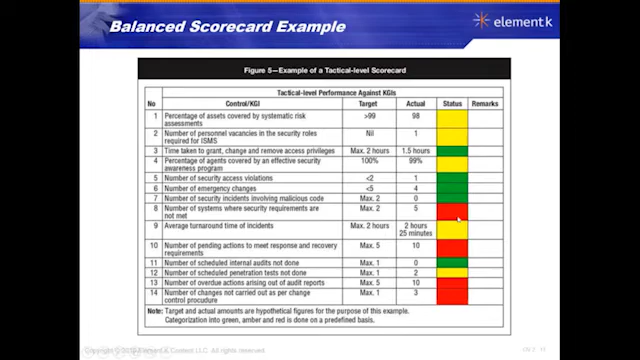 Balanced Scorecard Example
element k
Figure 5—Example of a Tactical-level Scorecard
Tactical-level Performance Against KGIs
No Control/KGI Target Actual Status Remarks
1 Percentage of assets covered by systematic risk assessments >99 98
2 Number of personnel vacancies in the security roles required for ISMS Nil 1
3 Time taken to grant, change and remove access privileges Max. 2 hours 1.5 hours
4 Percentage of agents covered by an effective security awareness program 100% 99%
5 Number of security access violations <2 1
6 Number of emergency changes <5 4
7 Number of security incidents involving malicious code Max. 2 0
8 Number of systems where security requirements are not met Max. 2 5
9 Average turnaround time of incidents Max. 2 hours 2 hours 25 minutes
10 Number of pending actions to meet response and recovery requirements Max. 5 10
11 Number of scheduled internal audits not done Max. 1 0
12 Number of scheduled penetration tests not done Max. 1 2
13 Number of overdue actions arising out of audit reports Max. 5 10
14 Number of changes not carried out as per change control procudure Max. 1 3
Note: Target and actual amounts are hypothetical figures for the purpose of this example.
Categorization into green, amber and red is done on a predefined basis.
Element K Content LLC. All rights reserved.